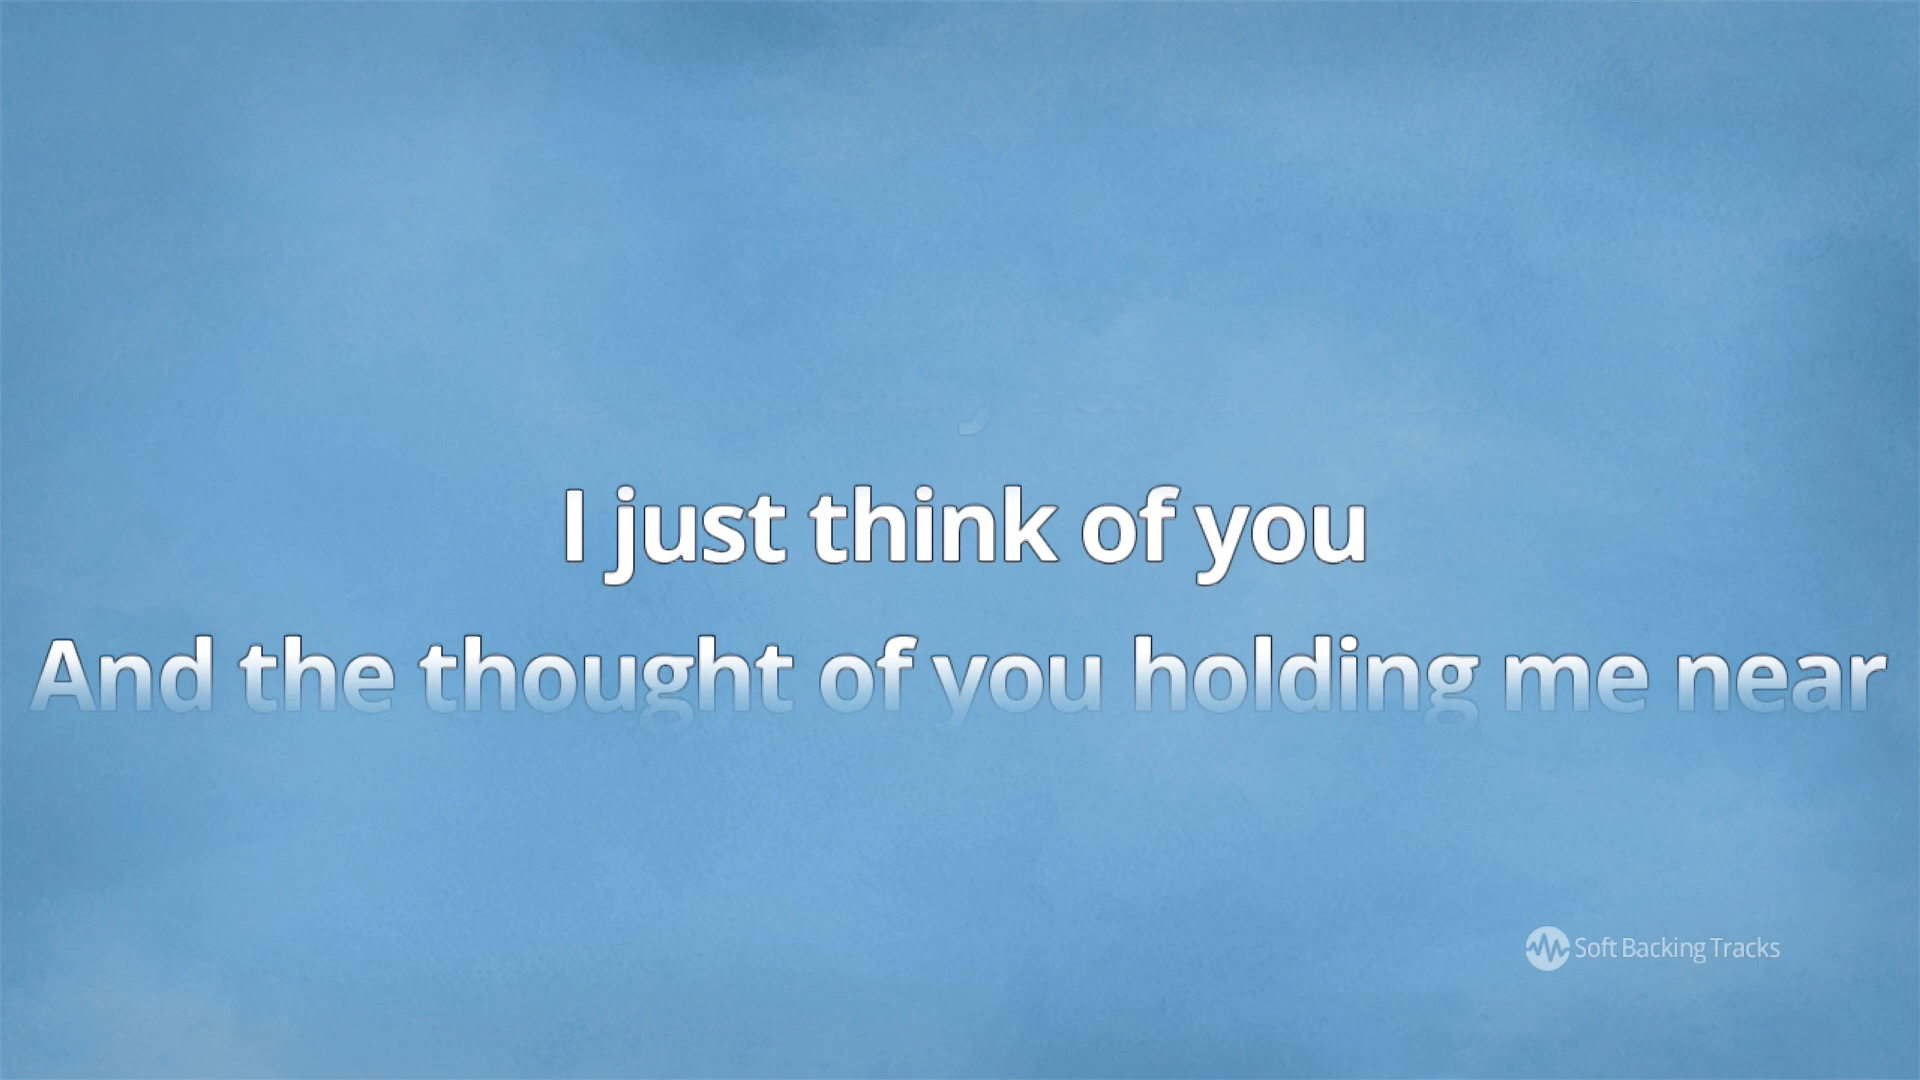 I just think of you
And the thought of you holding me near
Soft Backing Tracks